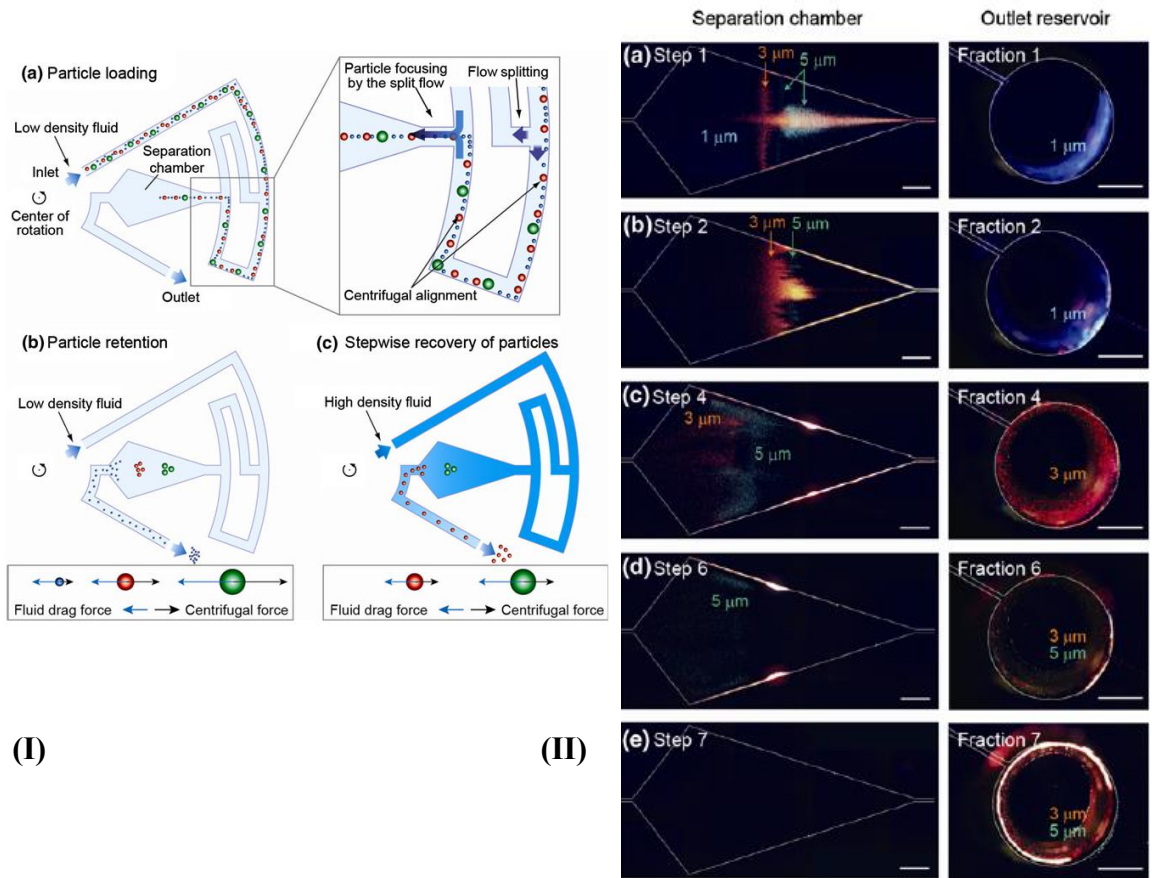 (a) Particle loading
Low density fluid
Inlet
Separation
chamber
Center of
rotation
Outlet
Particle focusing
by the split flow
Flow splitting
Centrifugal alignment
(b) Particle retention
Low density fluid
Fluid drag force
Centrifugal force
(c) Stepwise recovery of particles
High density fluid
Fluid drag force
Centrifugal force
(I)
(II)
Separation chamber
Outlet reservoir
(a) Step 1
3 μm
5 μm
1 μm
Fraction 1
1 μm
(b) Step 2
3 μm
5 μm
Fraction 2
1 μm
(c) Step 4
3 μm
5 μm
Fraction 4
3 μm
(d) Step 6
5 μm
Fraction 6
3 μm
5 μm
(e) Step 7
Fraction 7
3 μm
5 μm